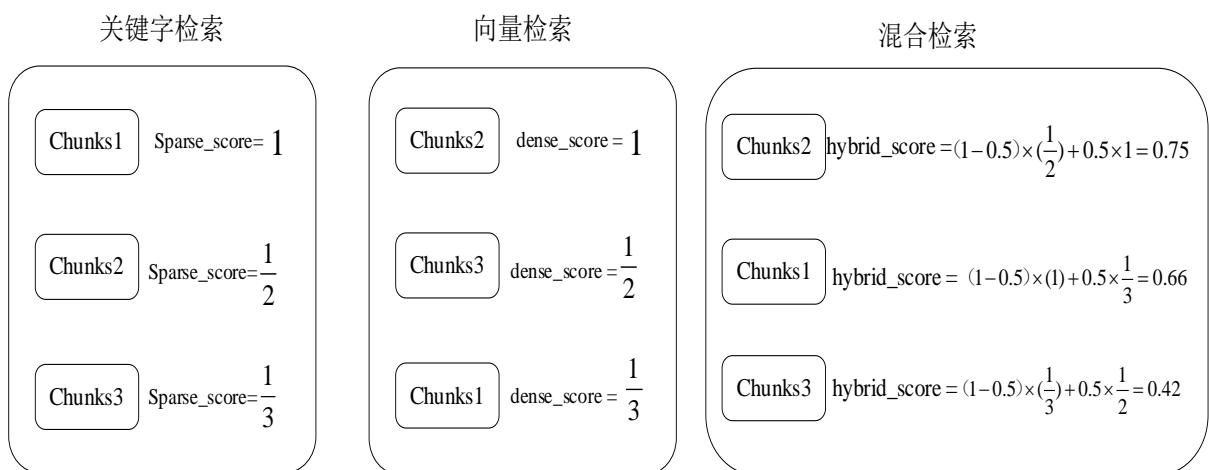 关键字检索
Chunks1 Sparse_score= 1
Chunks2 Sparse_score= 1/2
Chunks3 Sparse_score= 1/3
向量检索
Chunks2 dense_score = 1
Chunks3 dense_score = 1/2
Chunks1 dense_score = 1/3
混合检索
Chunks2 hybrid_score =(1−0.5)×(1/2)+0.5×1=0.75
Chunks1 hybrid_score = (1−0.5)×(1)+0.5×1/3=0.66
Chunks3 hybrid_score = (1−0.5)×(1/3)+0.5×1/2=0.42